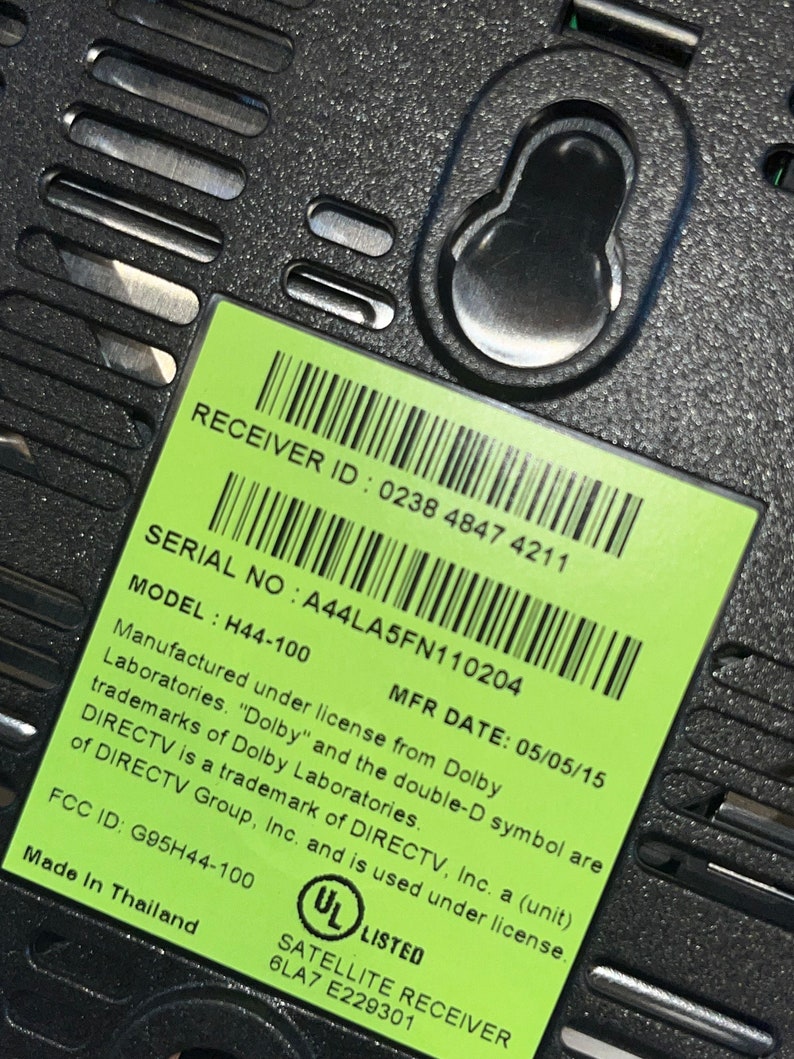 RECEIVER ID : 0238 4847 4211
SERIAL NO : A44LA5FN110204
MODEL : H44-100
MFR DATE: 05/05/15
Manufactured under license from Dolby
Laboratories. "Dolby" and the double-D symbol are
trademarks of Dolby Laboratories.
DIRECTV is a trademark of DIRECTV, Inc. a (unit)
of DIRECTV Group, Inc. and is used under license.
FCC ID: G95H44-100
Made In Thailand
UL LISTED
SATELLITE RECEIVER
6LA7 E229301